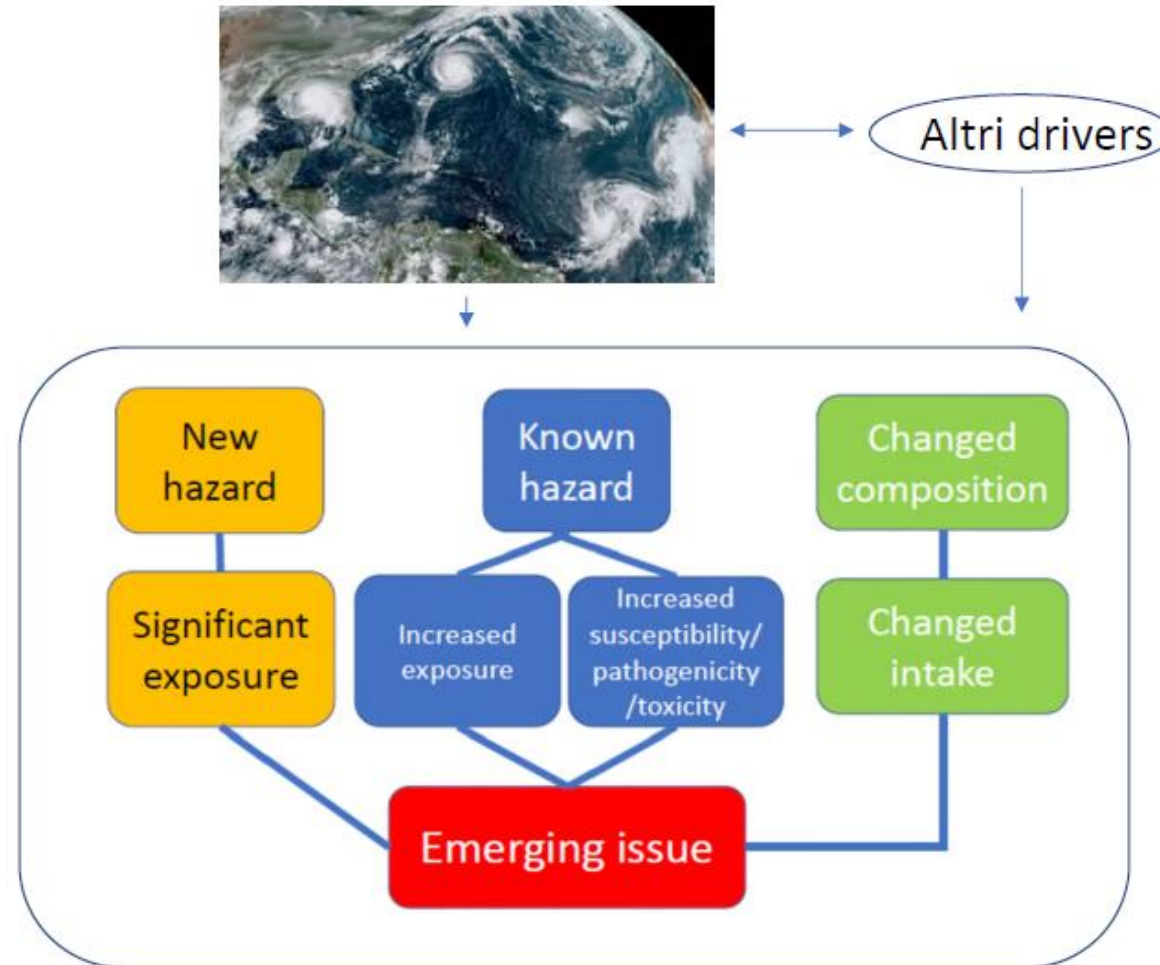 Altri drivers
New
hazard
Known
hazard
Changed
composition
Significant
exposure
Increased
exposure
Increased
susceptibility/
pathogenicity
/toxicity
Changed
intake
Emerging issue